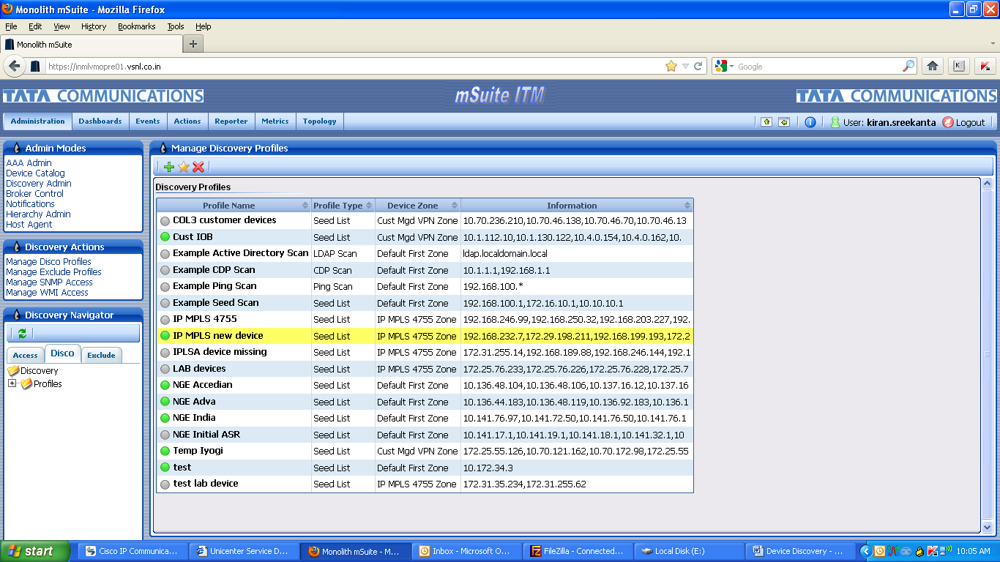 Monolith mSuite - Mozilla Firefox
File Edit View History Bookmarks Tools Help
Monolith mSuite
https://inmlvmopre01.vsnl.co.in
Google
TATA COMMUNICATIONS
mSuite ITM
TATA COMMUNICATIONS
Administration Dashboards Events Actions Reporter Metrics Topology
User: kiran.sreekanta Logout
Admin Modes
AAA Admin
Device Catalog
Discovery Admin
Broker Control
Notifications
Hierarchy Admin
Host Agent
Discovery Actions
Manage Disco Profiles
Manage Exclude Profiles
Manage SNMP Access
Manage WMI Access
Discovery Navigator
Access Disco Exclude
Discovery
Profiles
Manage Discovery Profiles
Discovery Profiles
Profile Name Profile Type Device Zone Information
COL3 customer devices Seed List Cust Mgd VPN Zone 10.70.236.210,10.70.46.138,10.70.46.70,10.70.46.13
Cust IOB Seed List Cust Mgd VPN Zone 10.1.112.10,10.1.130.122,10.4.0.154,10.4.0.162,10.
Example Active Directory Scan LDAP Scan Default First Zone ldap.localdomain.local
Example CDP Scan CDP Scan Default First Zone 10.1.1.1,192.168.1.1
Example Ping Scan Ping Scan Default First Zone 192.168.100.*
Example Seed Scan Seed List Default First Zone 192.168.100.1,172.16.10.1,10.10.10.1
IP MPLS 4755 Seed List IP MPLS 4755 Zone 192.168.246.99,192.168.250.32,192.168.203.227,192.
IP MPLS new device Seed List IP MPLS 4755 Zone 192.168.232.7,172.29.198.211,192.168.199.193,172.2
IPLSA device missing Seed List IP MPLS 4755 Zone 172.31.255.14,192.168.189.88,192.168.246.144,192.1
LAB devices Seed List IP MPLS 4755 Zone 172.25.76.233,172.25.76.226,172.25.76.228,172.25.7
NGE Accedian Seed List Default First Zone 10.136.48.104,10.136.48.106,10.137.16.12,10.137.16
NGE Adva Seed List Default First Zone 10.136.44.183,10.136.48.119,10.136.92.183,10.136.1
NGE India Seed List Default First Zone 10.141.76.97,10.141.72.50,10.141.76.50,10.141.76.1
NGE Initial ASR Seed List Default First Zone 10.141.17.1,10.141.19.1,10.141.18.1,10.141.32.1,10
Temp Iyogi Seed List Cust Mgd VPN Zone 172.25.55.126,10.70.121.162,10.70.172.98,172.25.55
test Seed List Default First Zone 10.172.34.3
test lab device Seed List IP MPLS 4755 Zone 172.31.35.234,172.31.255.62
start Cisco IP Communica... Unicenter Service D... Monolith mSuite - M... Inbox - Microsoft O... FileZilla - Connected... Local Disk (E:) Device Discovery - ... 10:05 AM